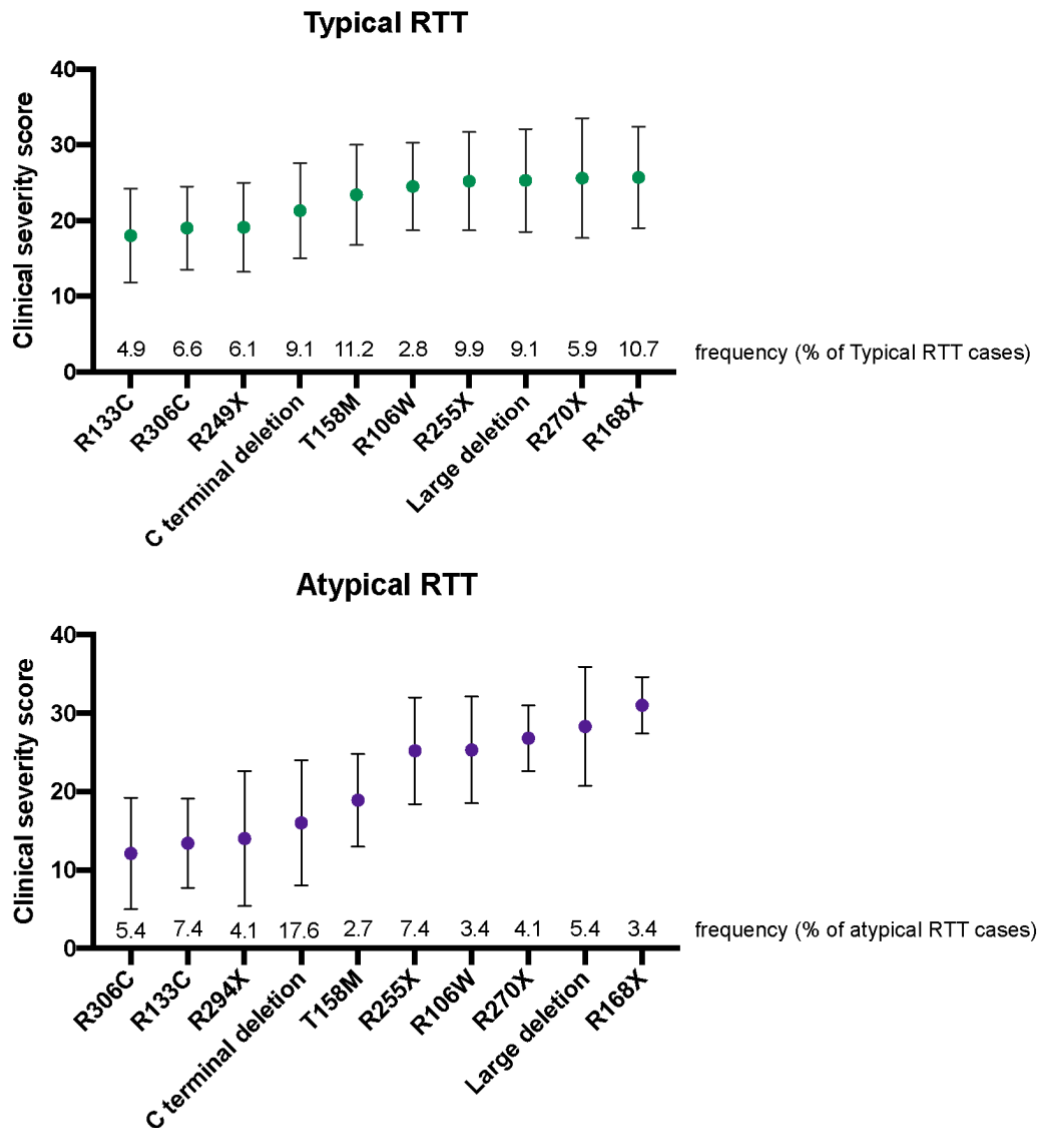 Typical RTT
Clinical severity score
40
30
20
10
0
4.9 6.6 6.1 9.1 11.2 2.8 9.9 9.1 5.9 10.7 frequency (% of Typical RTT cases)
R133C
R306C
R249X
C terminal deletion
T158M
R106W
R255X
Large deletion
R270X
R168X
Atypical RTT
Clinical severity score
40
30
20
10
0
5.4 7.4 4.1 17.6 2.7 7.4 3.4 4.1 5.4 3.4 frequency (% of atypical RTT cases)
R306C
R133C
R294X
C terminal deletion
T158M
R255X
R106W
R270X
Large deletion
R168X